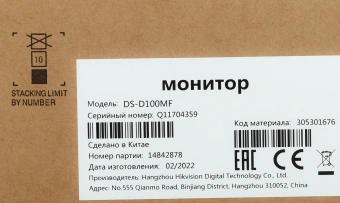 10
STACKING LIMIT
BY NUMBER
монитор
Модель: DS-D100MF
Серийный номер: Q11704359
Код материала: 305301676
Сделано в Китае
Номер партии: 14842878
Дата изготовления: 02/2022
EAC CE
Производитель: Hangzhou Hikvision Digital Technology Co., Ltd.
Адрес: No.555 Qianmo Road, Binjiang District, Hangzhou 310052, China